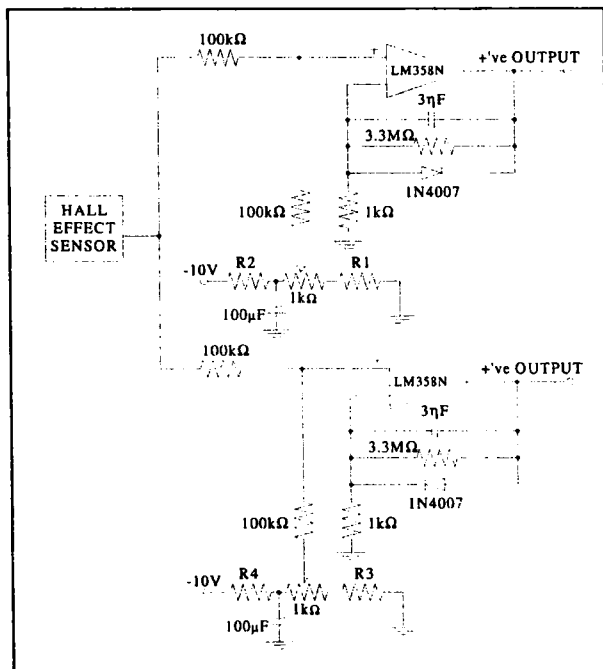 100kΩ
+'ve OUTPUT
LM358N
3ηF
3.3MΩ
1N4007
HALL
EFFECT
SENSOR
100kΩ
1kΩ
-10V
R2
R1
1kΩ
100μF
100kΩ
+'ve OUTPUT
LM358N
3ηF
3.3MΩ
1N4007
100kΩ
1kΩ
-10V
R4
R3
1kΩ
100μF